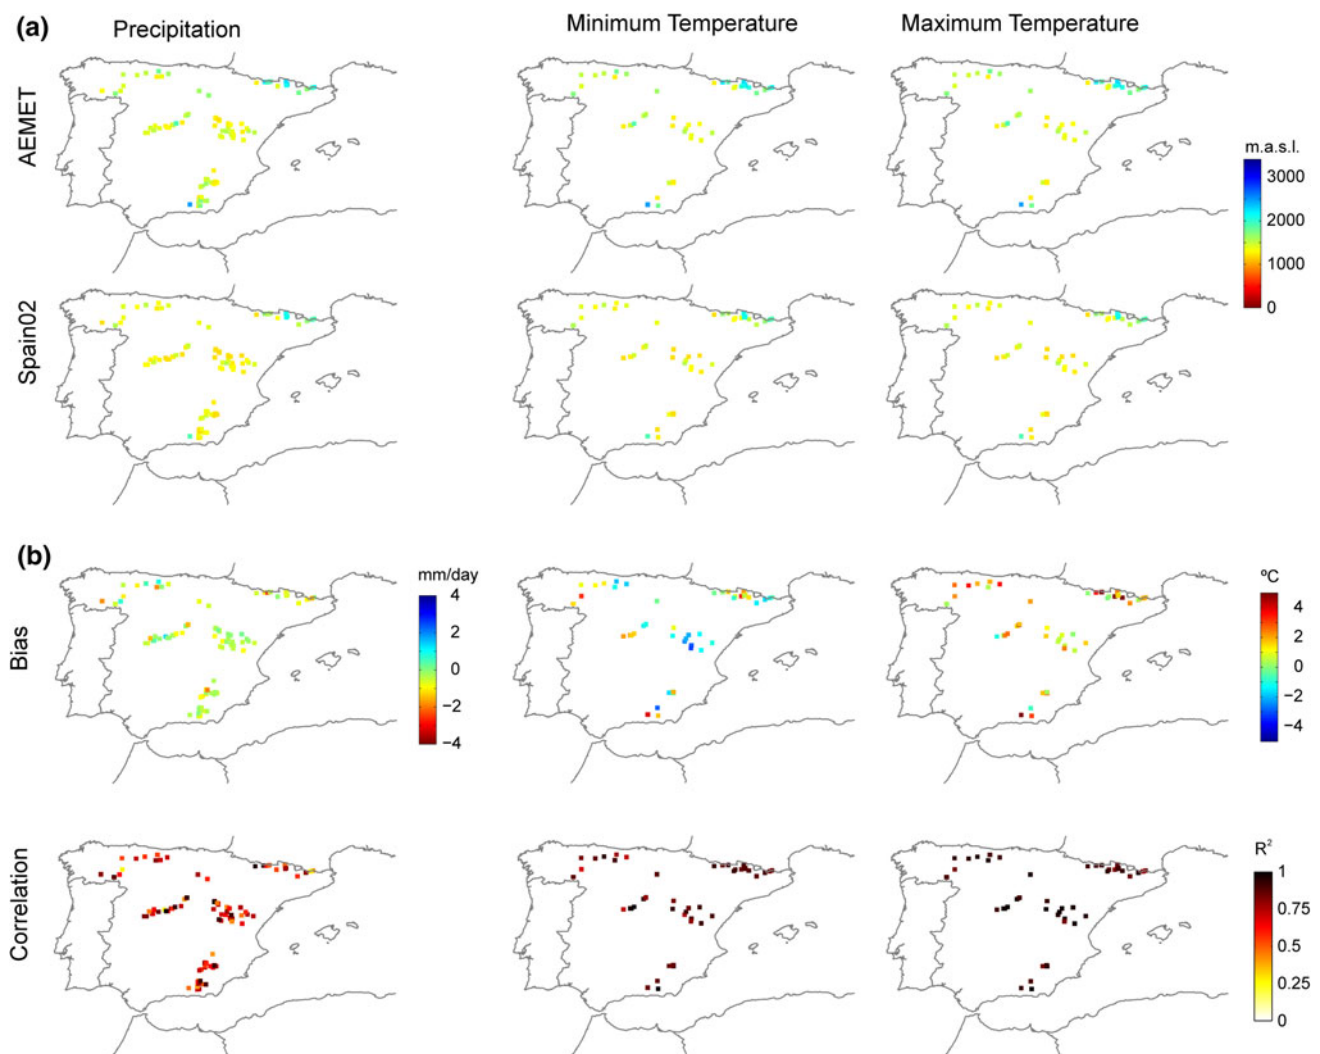 (a)
Precipitation
Minimum Temperature
Maximum Temperature
AEMET
m.a.s.l.
3000
2000
1000
0
Spain02
(b)
mm/day
4
2
0
−2
−4
ºC
4
2
0
−2
−4
Bias
Correlation
R²
1
0.75
0.5
0.25
0